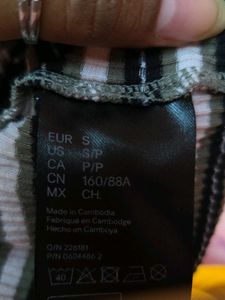 EUR S
US S/P
CA P/P
CN 160/88A
MX CH.
Made in Cambodia
Fabriqué en Cambodge
Hecho en Camboya
O/N 226181
P/N 0604486 2
40